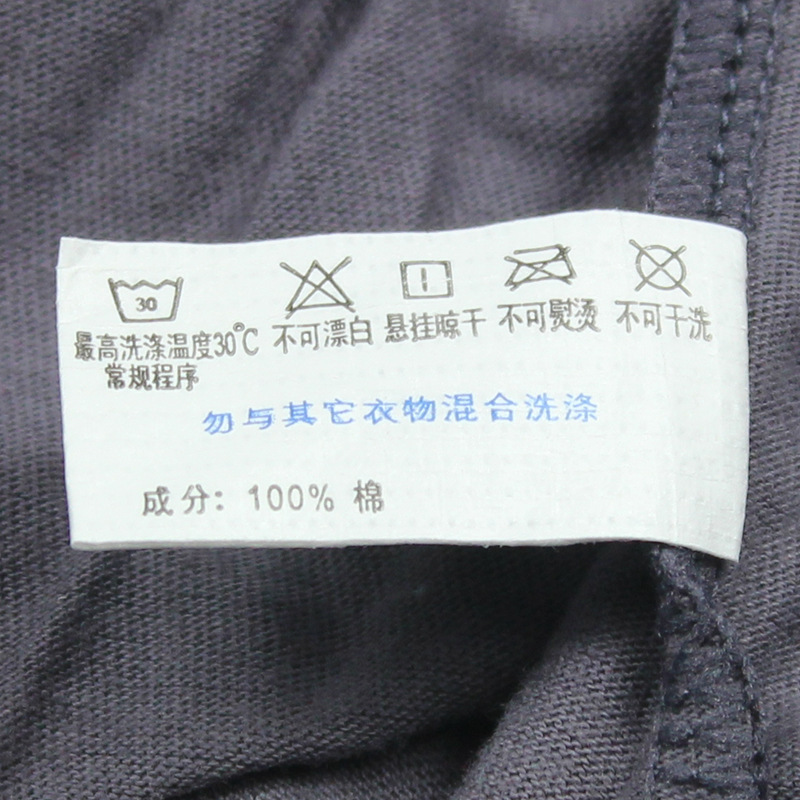 30
最高洗涤温度30℃ 不可漂白 悬挂晾干 不可熨烫 不可干洗
常规程序
勿与其它衣物混合洗涤
成分: 100% 棉